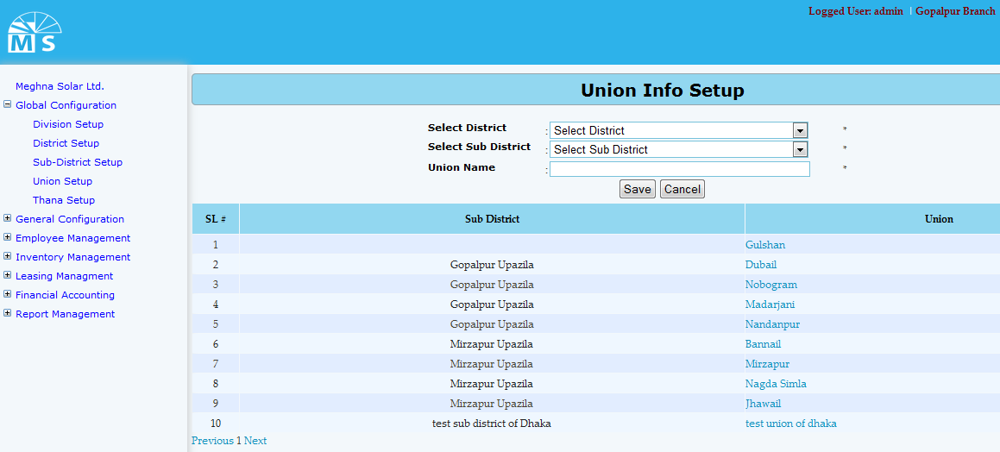 Logged User: admin | Gopalpur Branch
M S
Meghna Solar Ltd.
Global Configuration
Division Setup
District Setup
Sub-District Setup
Union Setup
Thana Setup
General Configuration
Employee Management
Inventory Management
Leasing Managment
Financial Accounting
Report Management
Union Info Setup
Select District : Select District *
Select Sub District : Select Sub District *
Union Name : *
Save Cancel
SL # Sub District Union
1 Gulshan
2 Gopalpur Upazila Dubail
3 Gopalpur Upazila Nobogram
4 Gopalpur Upazila Madarjani
5 Gopalpur Upazila Nandanpur
6 Mirzapur Upazila Bannail
7 Mirzapur Upazila Mirzapur
8 Mirzapur Upazila Nagda Simla
9 Mirzapur Upazila Jhawail
10 test sub district of Dhaka test union of dhaka
Previous 1 Next